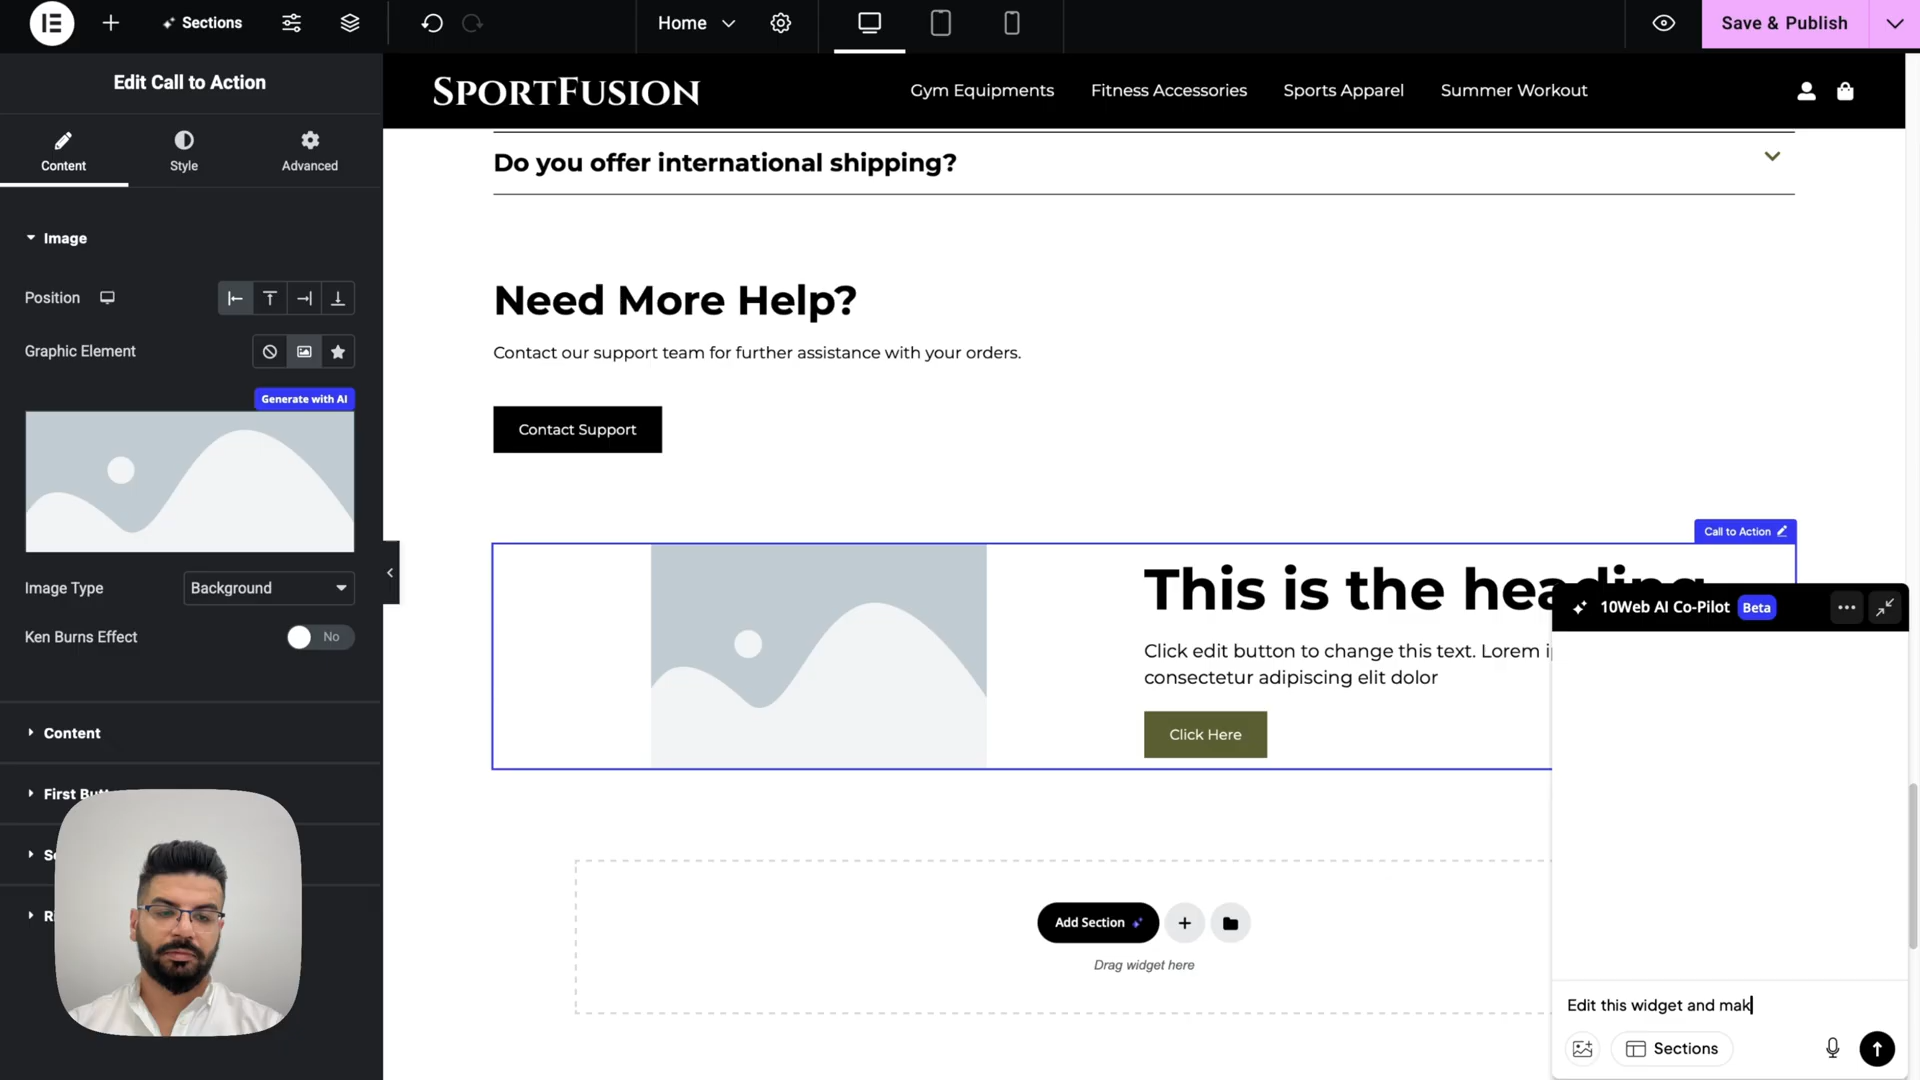 Sections
Home
Save & Publish
Edit Call to Action
Content
Style
Advanced
Image
Position
Graphic Element
Generate with AI
Image Type
Background
Ken Burns Effect
No
Content
First But
SPORTFUSION
Gym Equipments
Fitness Accessories
Sports Apparel
Summer Workout
Do you offer international shipping?
Need More Help?
Contact our support team for further assistance with your orders.
Contact Support
Call to Action
This is the heading
Click edit button to change this text. Lorem i
consectetur adipiscing elit dolor
Click Here
Add Section
Drag widget here
10Web AI Co-Pilot
Beta
Edit this widget and mak
Sections